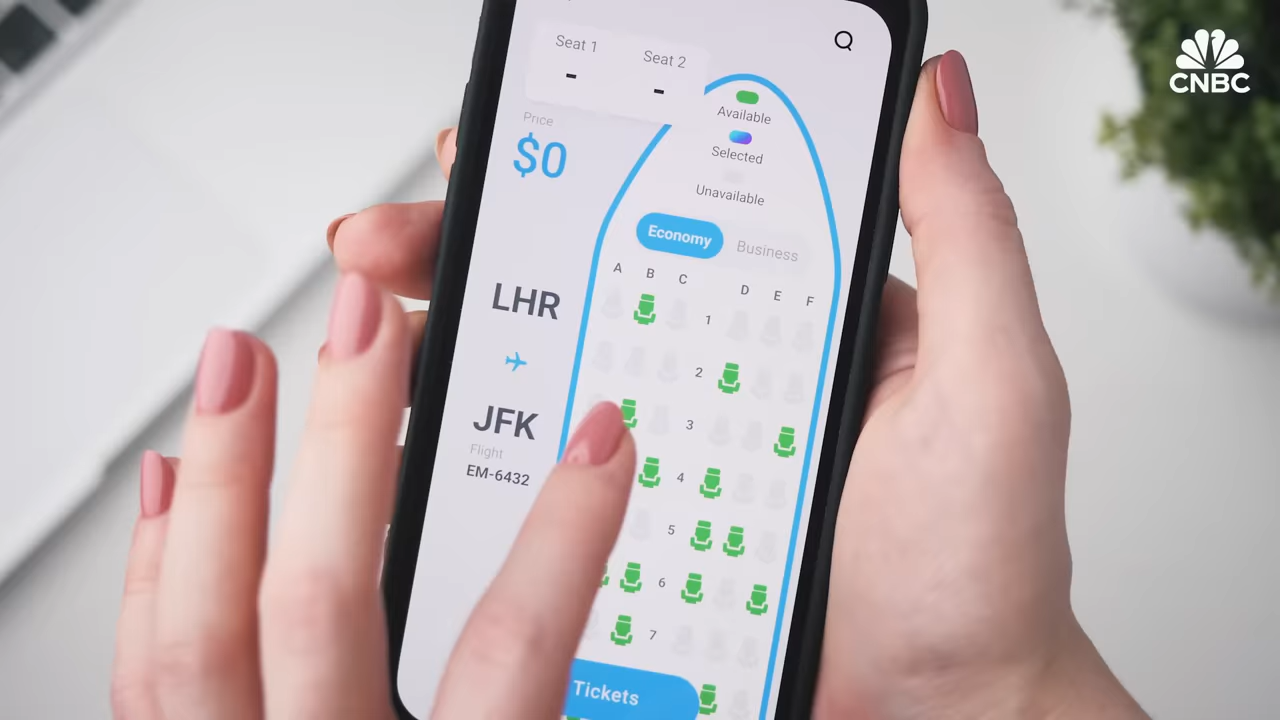 Seat 1 Seat 2
- -
Price
$0
Available
Selected
Unavailable
Economy Business
A B C D E F
1
2
3
4
5
6
7
LHR
JFK
Flight
EM-6432
Tickets
CNBC